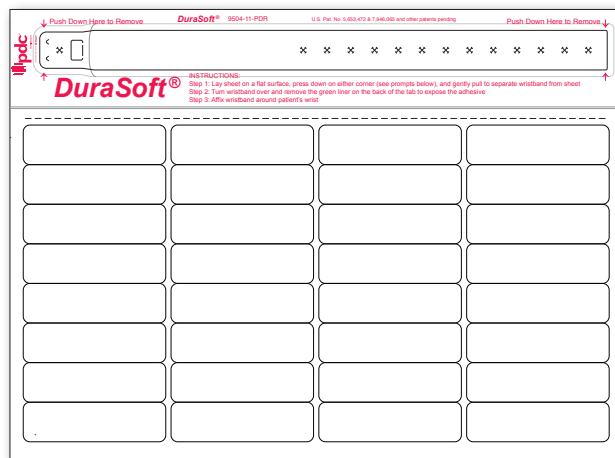 Push Down Here to Remove
DuraSoft® 9504-11-PDR
U.S. Pat. No. 5,653,472 & 7,946,065 and other patents pending
Push Down Here to Remove
pdc
DuraSoft®
INSTRUCTIONS:
Step 1: Lay sheet on a flat surface, press down on either corner (see prompts below), and gently pull to separate wristband from sheet
Step 2: Turn wristband over and remove the green liner on the back of the tab to expose the adhesive
Step 3: Affix wristband around patient's wrist